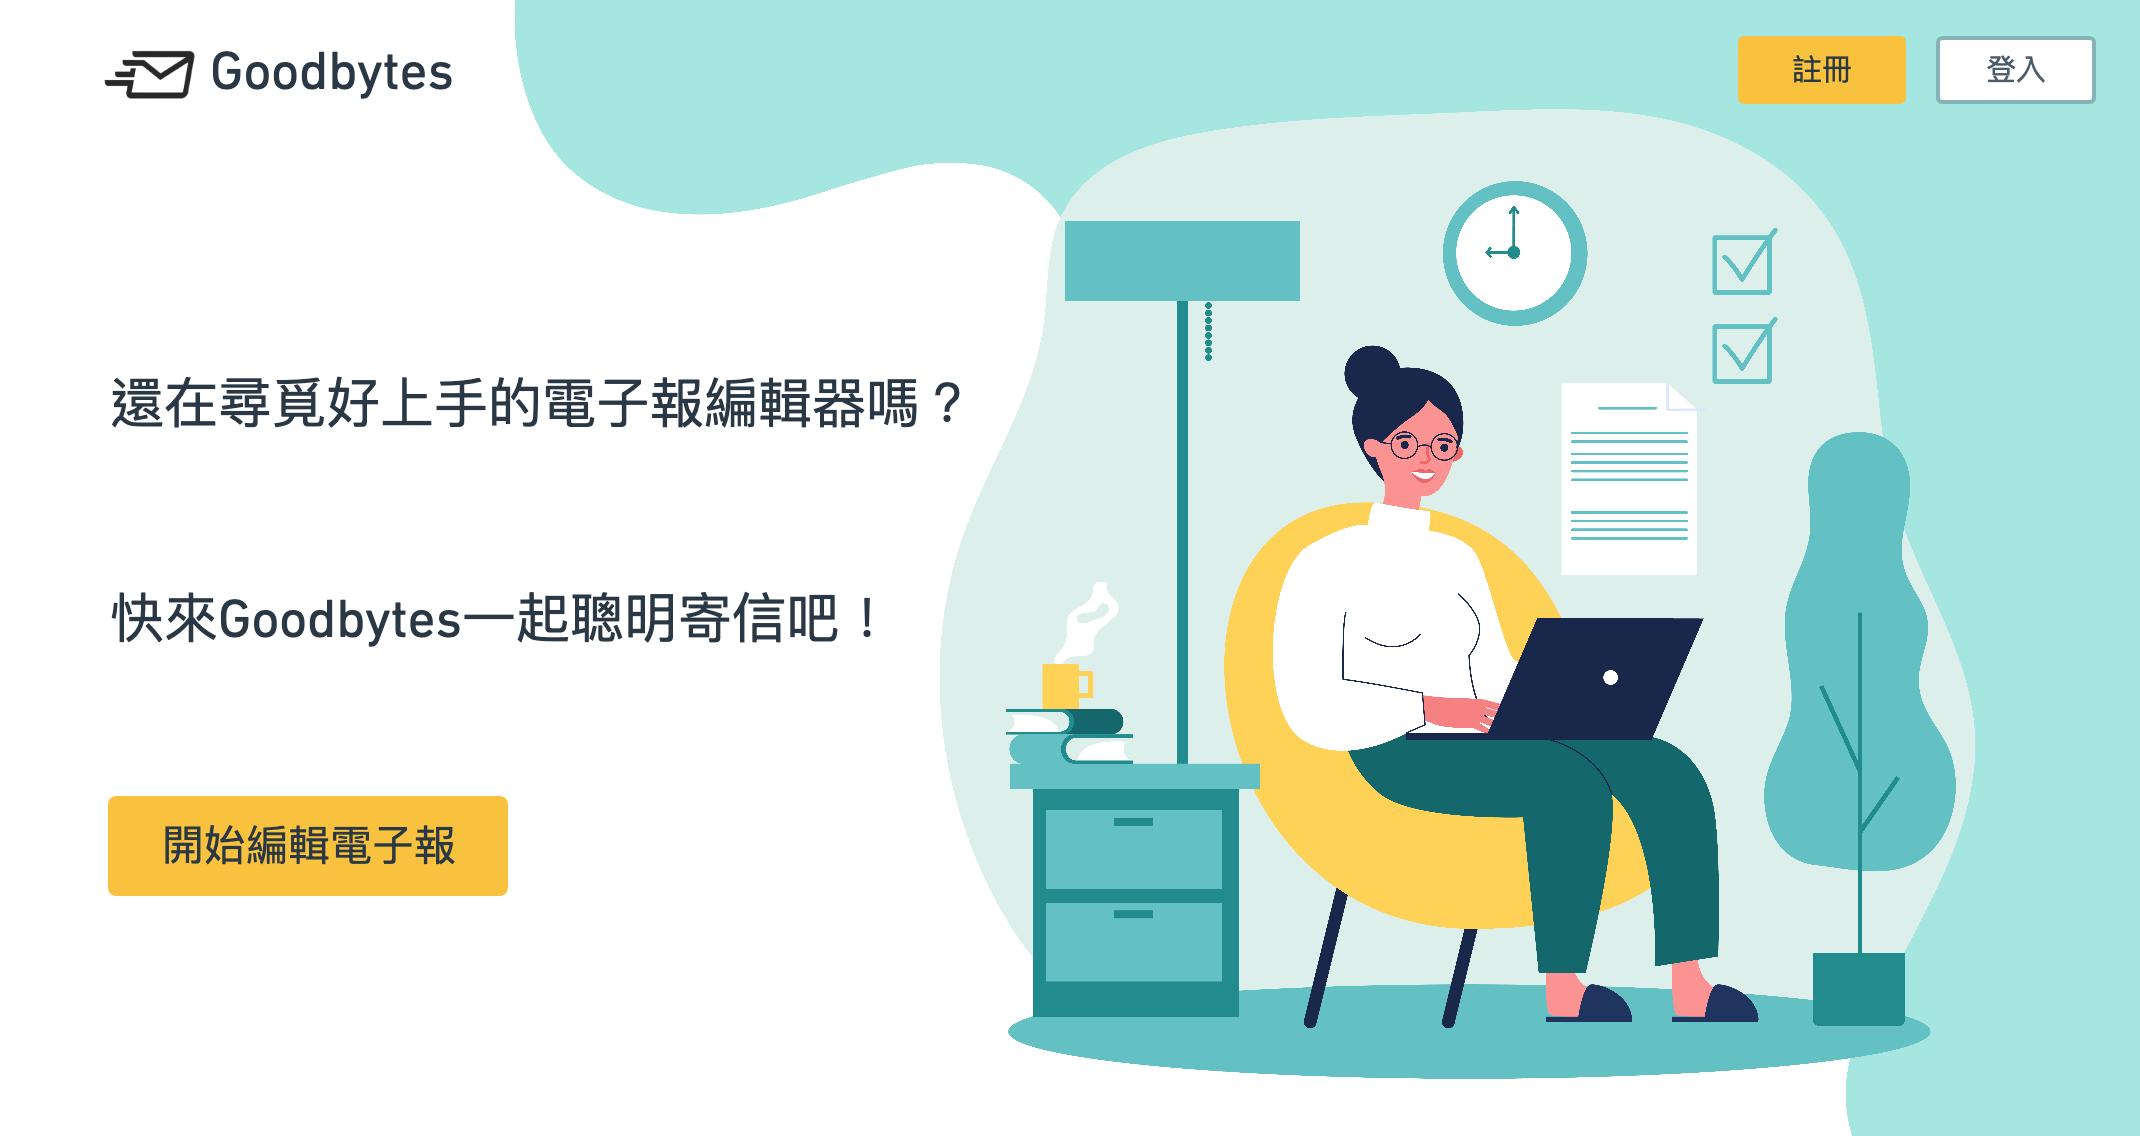 Goodbytes
註冊
登入
還在尋覓好上手的電子報編輯器嗎？
快來Goodbytes一起聰明寄信吧！
開始編輯電子報